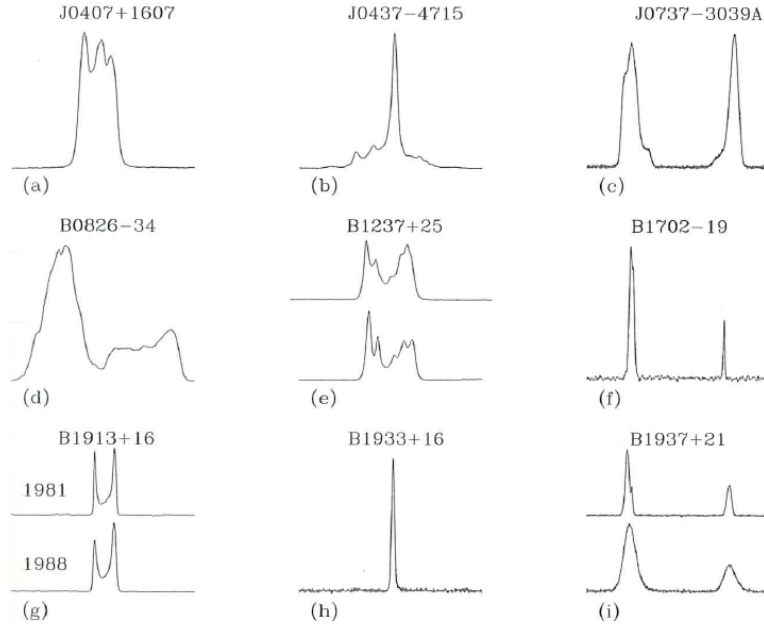 J0407+1607 J0437−4715 J0737−3039A
(a) (b) (c)
B0826−34 B1237+25 B1702−19
(d) (e) (f)
B1913+16 B1933+16 B1937+21
1981
1988
(g) (h) (i)